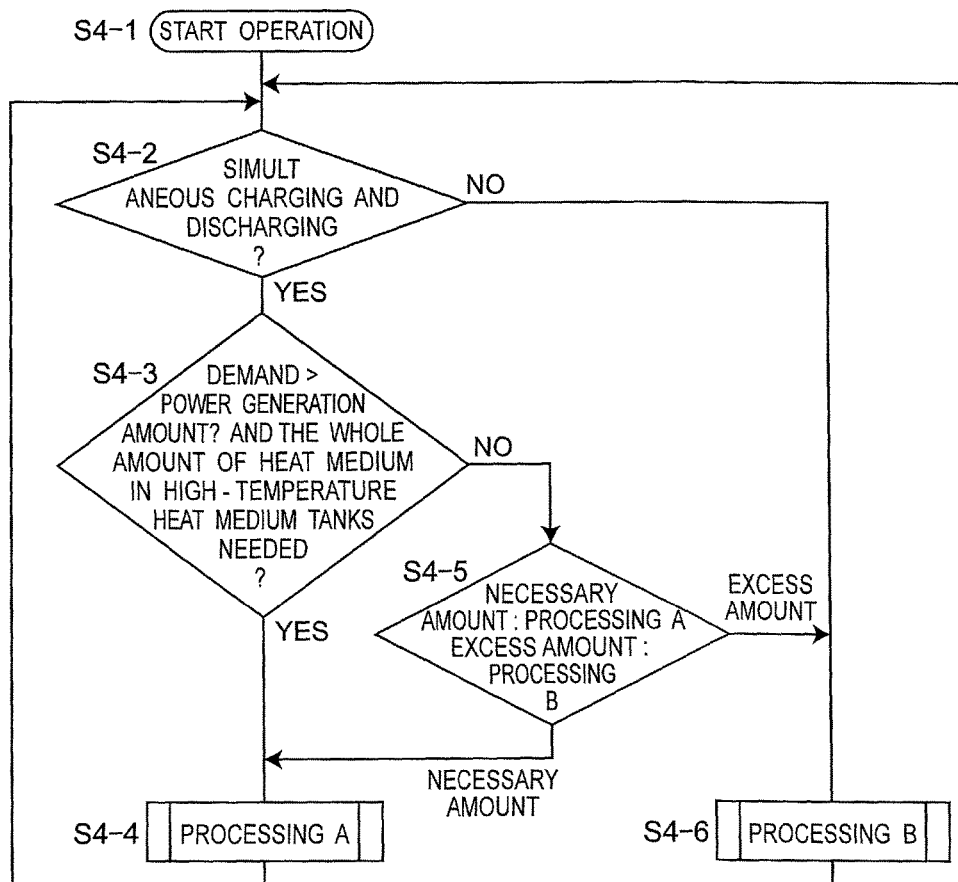 S4-1
START OPERATION
S4-2
SIMULT
ANEOUS CHARGING AND
DISCHARGING
?
NO
YES
S4-3
DEMAND >
POWER GENERATION
AMOUNT? AND THE WHOLE
AMOUNT OF HEAT MEDIUM
IN HIGH-TEMPERATURE
HEAT MEDIUM TANKS
NEEDED
?
NO
YES
S4-5
NECESSARY
AMOUNT : PROCESSING A
EXCESS AMOUNT :
PROCESSING
B
EXCESS
AMOUNT
NECESSARY
AMOUNT
S4-4
PROCESSING A
S4-6
PROCESSING B